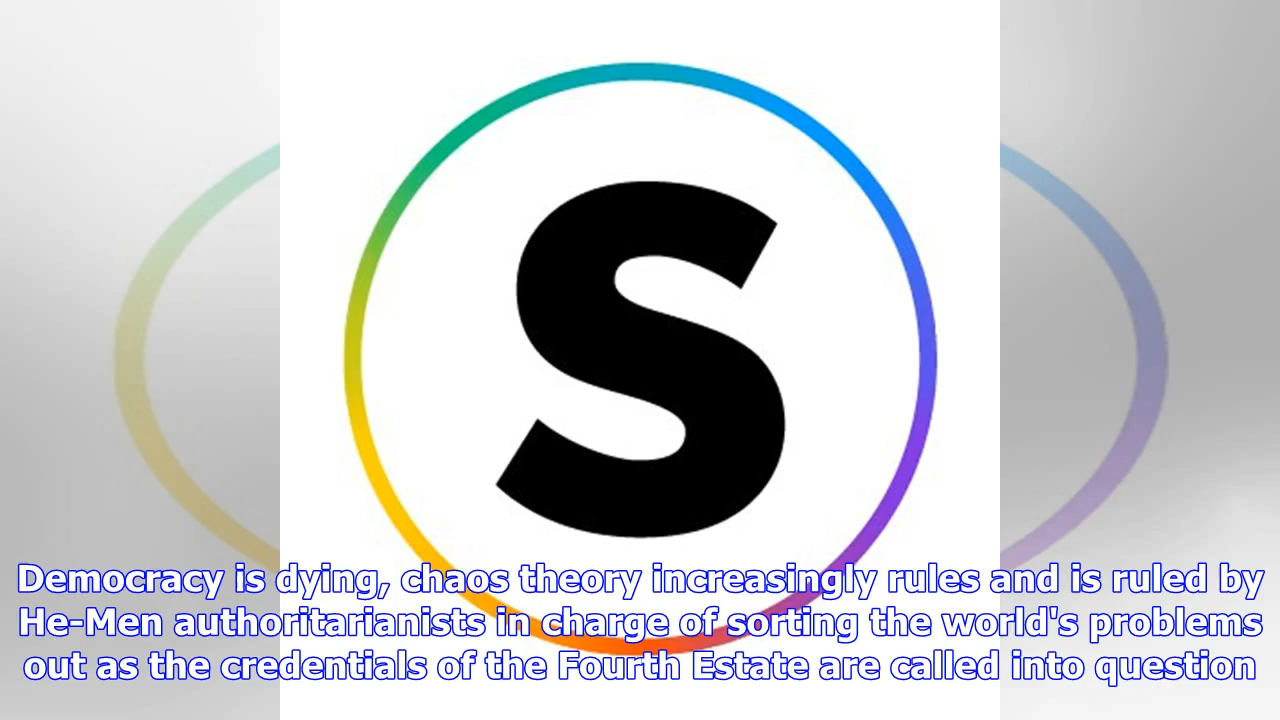 S
Democracy is dying, chaos theory increasingly rules and is ruled by
He-Men authoritarianists in charge of sorting the world's problems
out as the credentials of the Fourth Estate are called into question